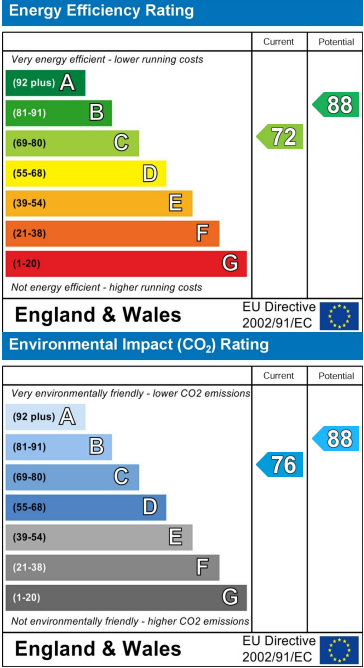 Energy Efficiency Rating
Current Potential
Very energy efficient - lower running costs
(92 plus) A
(81-91) B
(69-80) C
(55-68) D
(39-54) E
(21-38) F
(1-20) G
72
88
Not energy efficient - higher running costs
England & Wales
EU Directive
2002/91/EC
Environmental Impact (CO₂) Rating
Current Potential
Very environmentally friendly - lower CO2 emissions
(92 plus) A
(81-91) B
(69-80) C
(55-68) D
(39-54) E
(21-38) F
(1-20) G
76
88
Not environmentally friendly - higher CO2 emissions
England & Wales
EU Directive
2002/91/EC